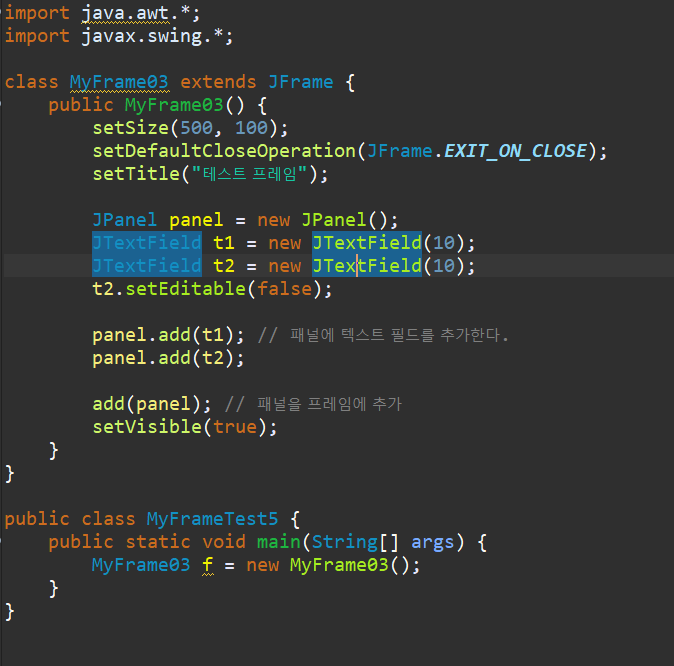 import java.awt.*;
import javax.swing.*;
class MyFrame03 extends JFrame {
public MyFrame03() {
setSize(500, 100);
setDefaultCloseOperation(JFrame.EXIT_ON_CLOSE);
setTitle("테스트 프레임");
JPanel panel = new JPanel();
JTextField t1 = new JTextField(10);
JTextField t2 = new JTextField(10);
t2.setEditable(false);
panel.add(t1); // 패널에 텍스트 필드를 추가한다.
panel.add(t2);
add(panel); // 패널을 프레임에 추가
setVisible(true);
}
}
public class MyFrameTest5 {
public static void main(String[] args) {
MyFrame03 f = new MyFrame03();
}
}